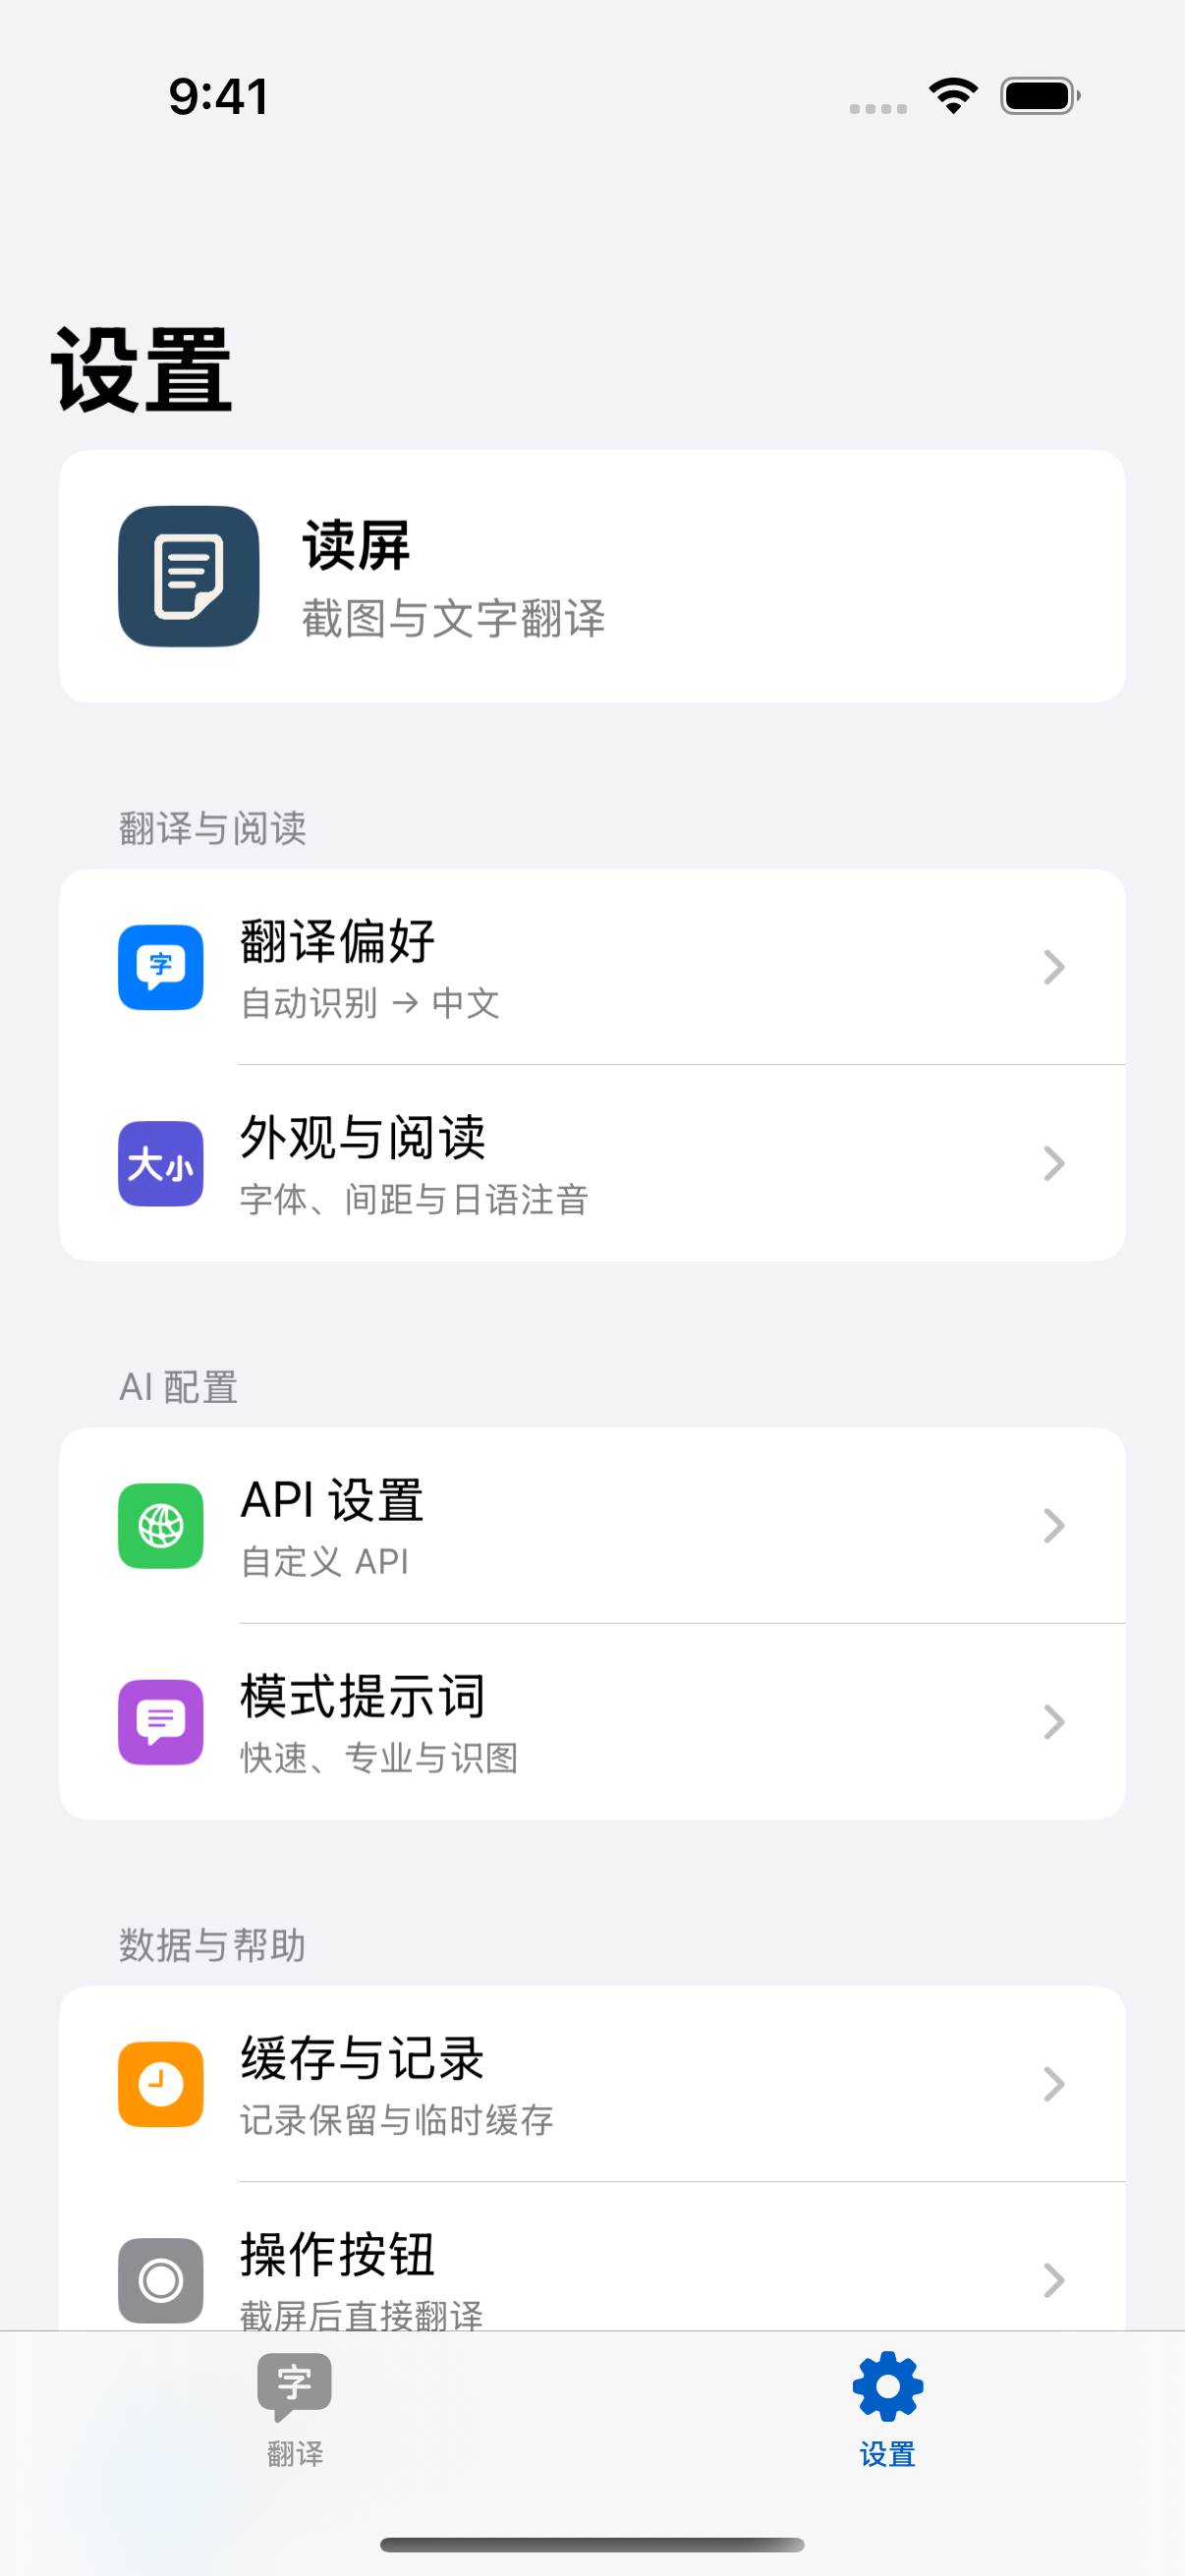 9:41
设置
读屏
截图与文字翻译
翻译与阅读
字
翻译偏好
自动识别 → 中文
大小
外观与阅读
字体、间距与日语注音
AI 配置
API 设置
自定义 API
模式提示词
快速、专业与识图
数据与帮助
缓存与记录
记录保留与临时缓存
操作按钮
截屏后直接翻译
字
翻译
设置